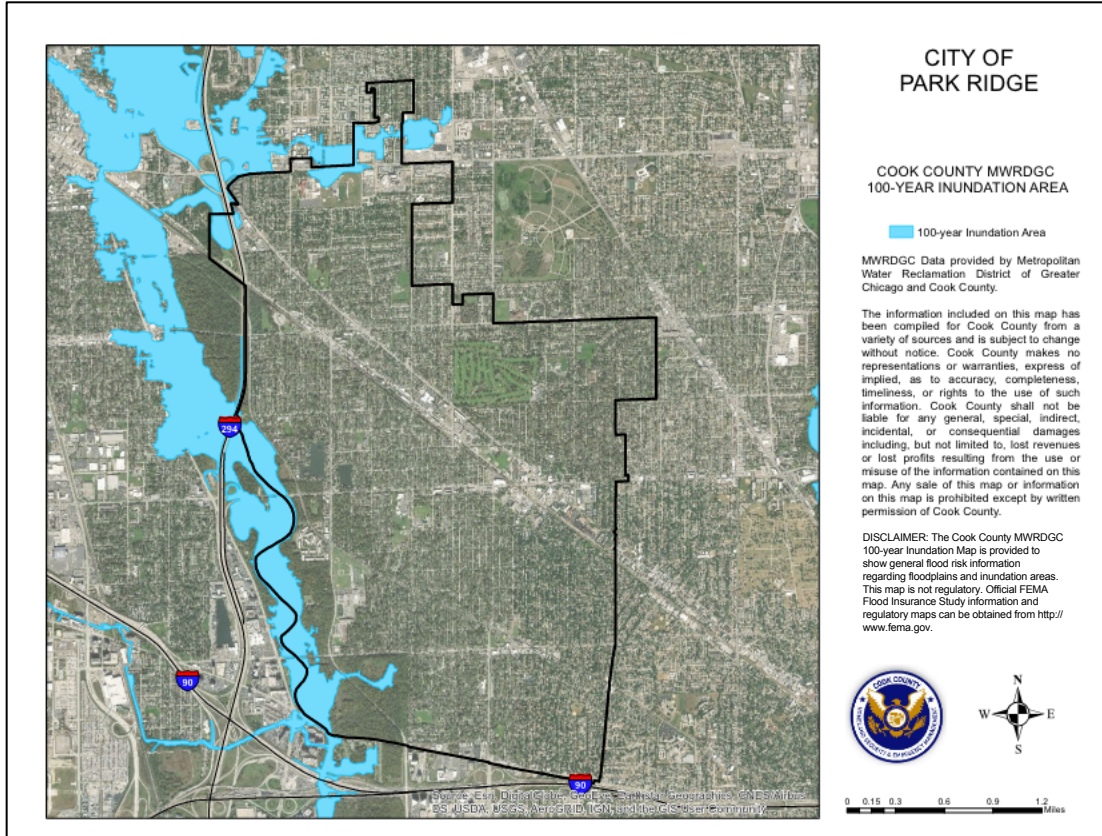 CITY OF
PARK RIDGE
COOK COUNTY MWRDGC
100-YEAR INUNDATION AREA
100-year Inundation Area
MWRDGC Data provided by Metropolitan
Water Reclamation District of Greater
Chicago and Cook County.
The information included on this map has
been compiled for Cook County from a
variety of sources and is subject to change
without notice. Cook County makes no
representations or warranties, express of
implied, as to accuracy, completeness,
timeliness, or rights to the use of such
information. Cook County shall not be
liable for any general, special, indirect,
incidental, or consequential damages
including, but not limited to, lost revenues
or lost profits resulting from the use or
misuse of the information contained on this
map. Any sale of this map or information
on this map is prohibited except by written
permission of Cook County.
DISCLAIMER: The Cook County MWRDGC
100-year Inundation Map is provided to
show general flood risk information
regarding floodplains and inundation areas.
This map is not regulatory. Official FEMA
Flood Insurance Study information and
regulatory maps can be obtained from http://
www.fema.gov.
294
90
90
Source: Esri, DigitalGlobe, GeoEye, Earthstar Geographics, CNES/Airbus
DS, USDA, USGS, AeroGRID, IGN, and the GIS User Community
COOK COUNTY
HOMELAND SECURITY & EMERGENCY MANAGEMENT
N
W E
S
0 0.15 0.3 0.6 0.9 1.2
Miles